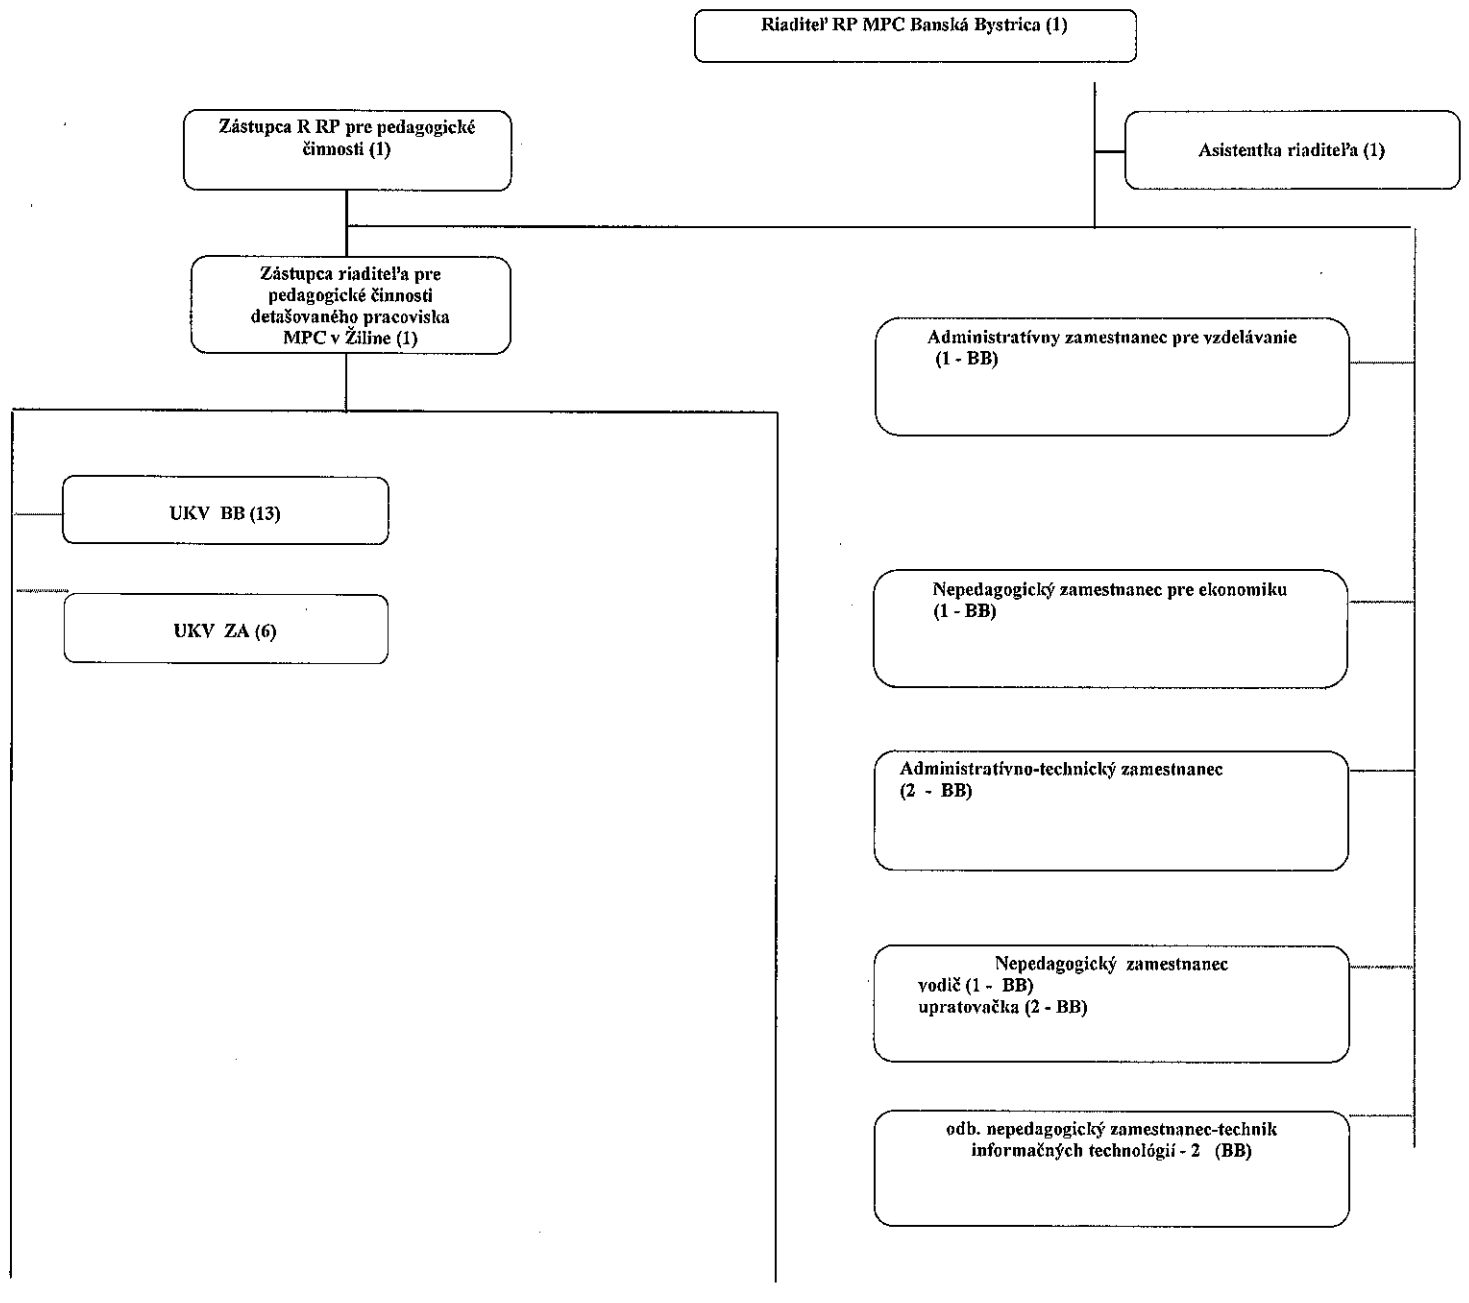 Riaditeľ RP MPC Banská Bystrica (1)
Zástupca R RP pre pedagogické
činnosti (1)
Asistentka riaditeľa (1)
Zástupca riaditeľa pre
pedagogické činnosti
detašovaného pracoviska
MPC v Žiline (1)
Administratívny zamestnanec pre vzdelávanie
(1 - BB)
UKV BB (13)
UKV ZA (6)
Nepedagogický zamestnanec pre ekonomiku
(1 - BB)
Administratívno-technický zamestnanec
(2 - BB)
Nepedagogický zamestnanec
vodič (1 - BB)
upratovačka (2 - BB)
odb. nepedagogický zamestnanec-technik
informačných technológií - 2 (BB)